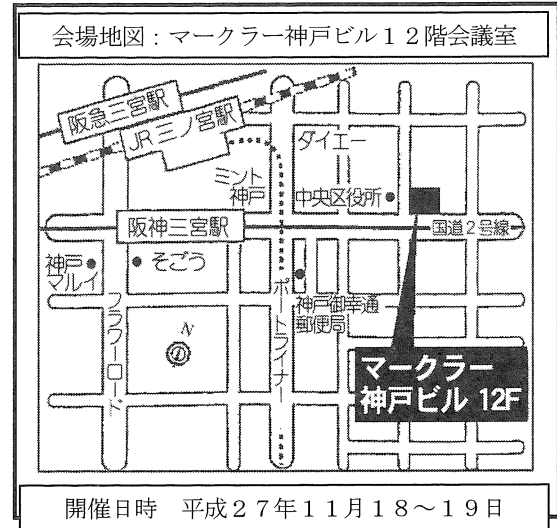 会場地図：マークラー神戸ビル１２階会議室
阪急三宮駅
JR三ノ宮駅
ダイエー
ミント
神戸
中央区役所
阪神三宮駅
国道2号線
神戸
マルイ
そごう
フラワーロード
N
ポートライナー
神戸御幸通
郵便局
マークラー
神戸ビル 12F
開催日時　平成２７年１１月１８～１９日